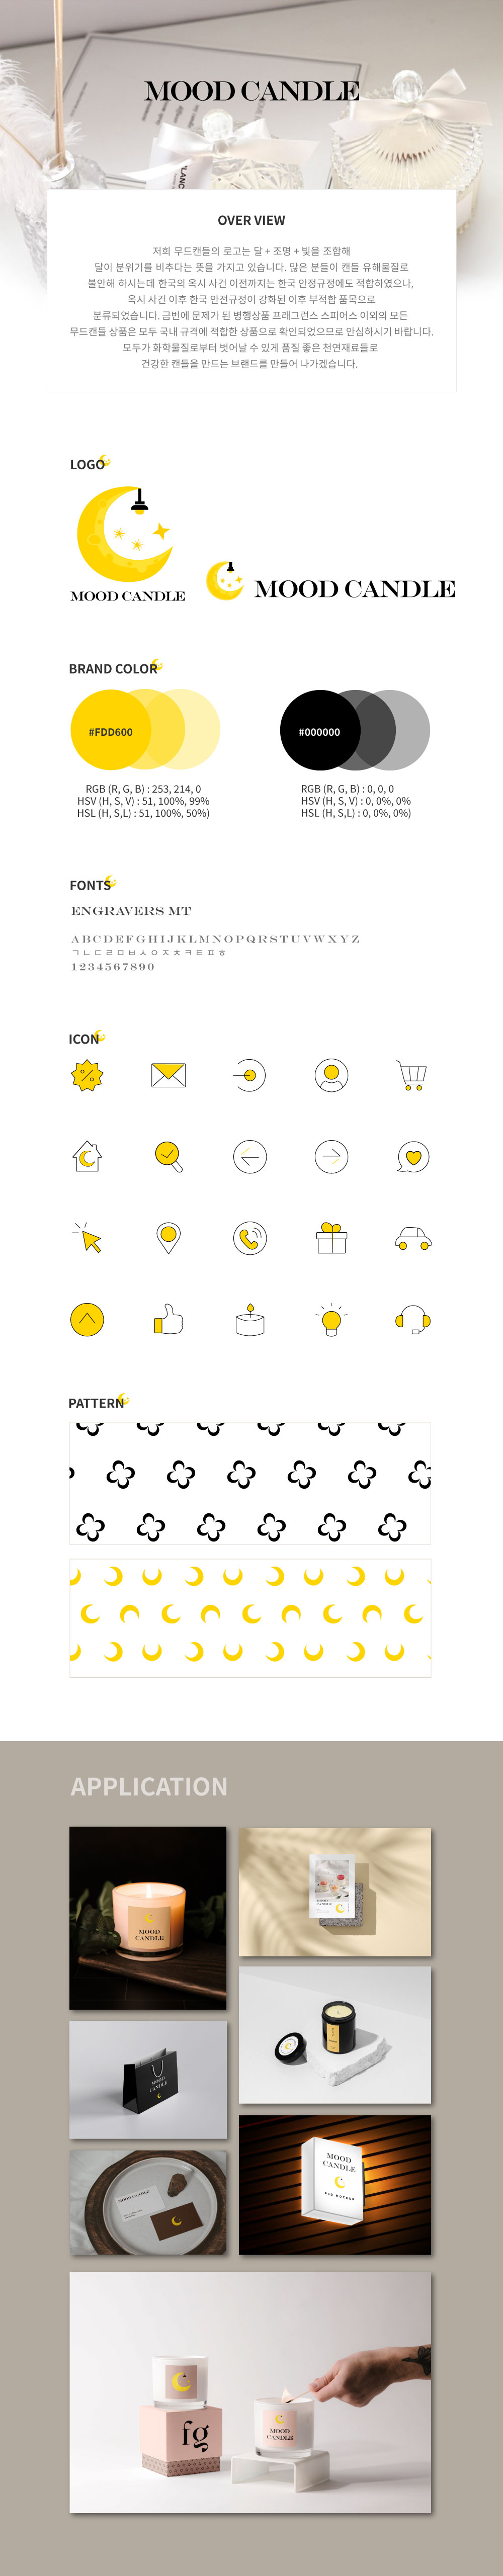 MOOD CANDLE
OVER VIEW
저희 무드캔들의 로고는 달 + 조명 + 빛을 조합해
달이 분위기를 비추다는 뜻을 가지고 있습니다. 많은 분들이 캔들 유해물질로
불안해 하시는데 한국의 옥시 사건 이전까지는 한국 안정규정에도 적합하였으나,
옥시 사건 이후 한국 안전규정이 강화된 이후 부적합 품목으로
분류되었습니다. 금번에 문제가 된 병행상품 프래그런스 스피어스 이외의 모든
무드캔들 상품은 모두 국내 규격에 적합한 상품으로 확인되었으므로 안심하시기 바랍니다.
모두가 화학물질로부터 벗어날 수 있게 품질 좋은 천연재료들로
건강한 캔들을 만드는 브랜드를 만들어 나가겠습니다.
LOGO
MOOD CANDLE
MOOD CANDLE
BRAND COLOR
#FDD600
#000000
RGB (R, G, B) : 253, 214, 0
HSV (H, S, V) : 51, 100%, 99%
HSL (H, S,L) : 51, 100%, 50%)
RGB (R, G, B) : 0, 0, 0
HSV (H, S, V) : 0, 0%, 0%
HSL (H, S,L) : 0, 0%, 0%)
FONTS
ENGRAVERS MT
A B C D E F G H I J K L M N O P Q R S T U V W X Y Z
ㄱ ㄴ ㄷ ㄹ ㅁ ㅂ ㅅ ㅇ ㅈ ㅊ ㅋ ㅌ ㅍ ㅎ
1 2 3 4 5 6 7 8 9 0
ICON
PATTERN
APPLICATION
MOOD
CANDLE
MOOD
CANDLE
MOOD
CANDLE
PSD MOCKUP
MOOD CANDLE
fg
MOOD
CANDLE